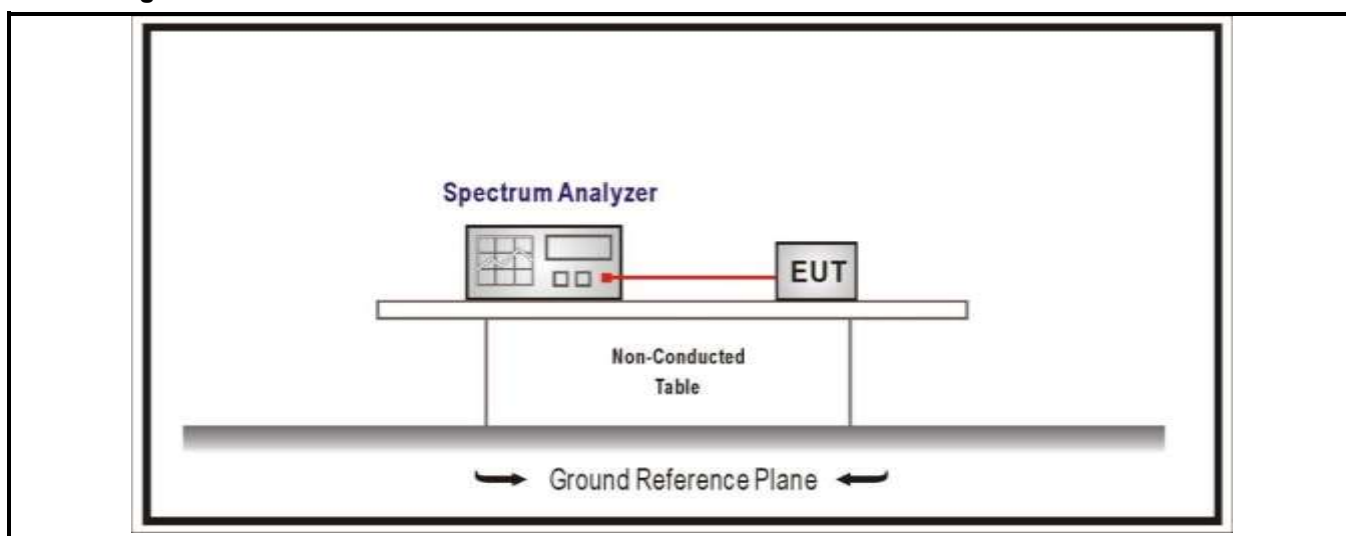 Spectrum Analyzer
EUT
Non-Conducted
Table
Ground Reference Plane